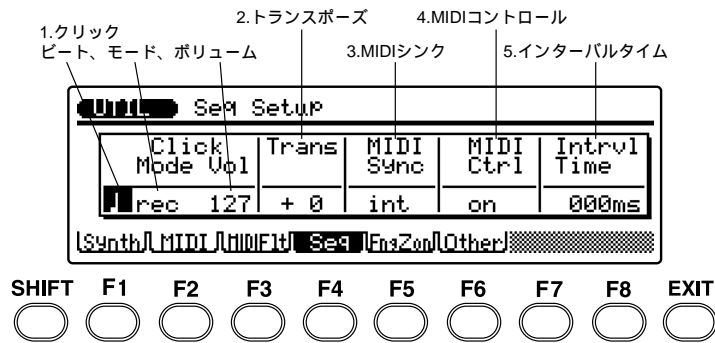 2.トランスポーズ 4.MIDIコントロール
1.クリック
ビート、モード、ボリューム 3.MIDIシンク 5.インターバルタイム
UTIL Seq Setup
Click Trans MIDI MIDI Intrvl
Mode Vol Sync Ctrl Time
♩ rec 127 + 0 int on 000ms
Synth MIDI MIDIFlt Seq FngZon Other
SHIFT F1 F2 F3 F4 F5 F6 F7 F8 EXIT